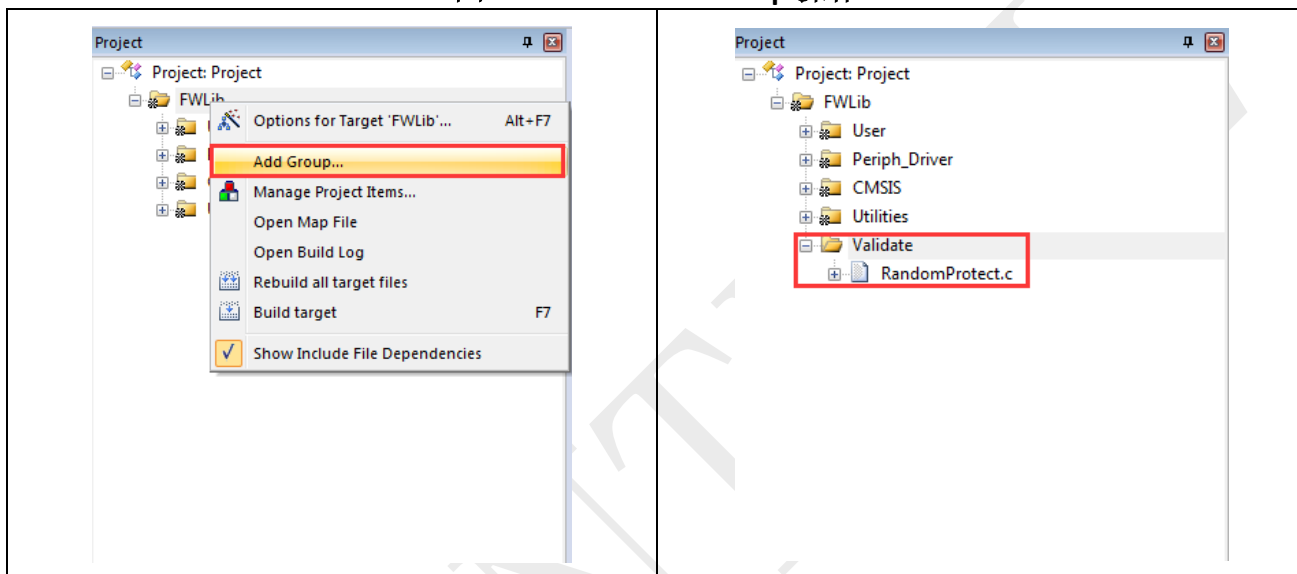 Project
Project: Project
FWLib
Options for Target 'FWLib'... Alt+F7
Add Group...
Manage Project Items...
Open Map File
Open Build Log
Rebuild all target files
Build target F7
Show Include File Dependencies
Project
Project: Project
FWLib
User
Periph_Driver
CMSIS
Utilities
Validate
RandomProtect.c